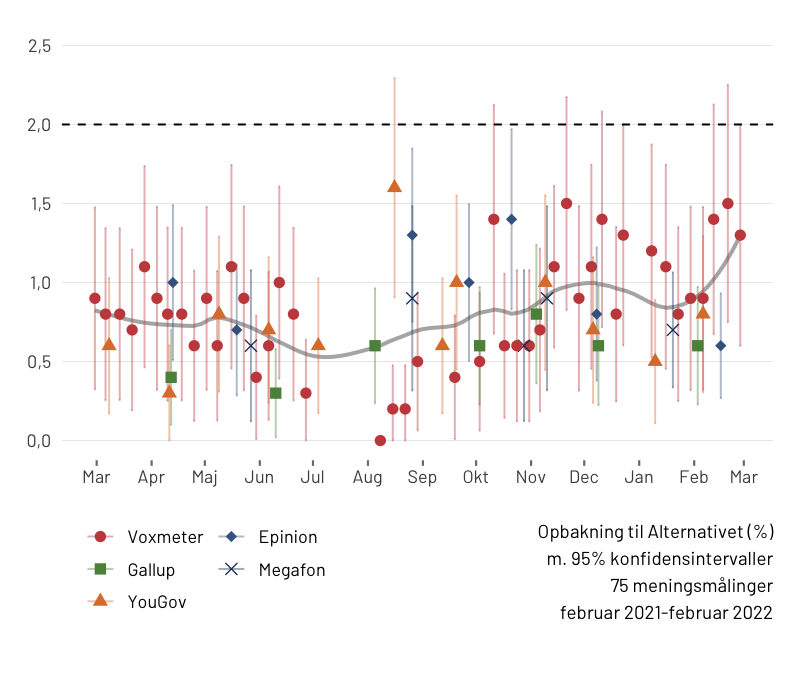 2,5
2,0
1,5
1,0
0,5
0,0
Mar Apr Maj Jun Jul Aug Sep Okt Nov Dec Jan Feb Mar
Voxmeter Epinion
Gallup Megafon
YouGov
Opbakning til Alternativet (%)
m. 95% konfidensintervaller
75 meningsmålinger
februar 2021-februar 2022